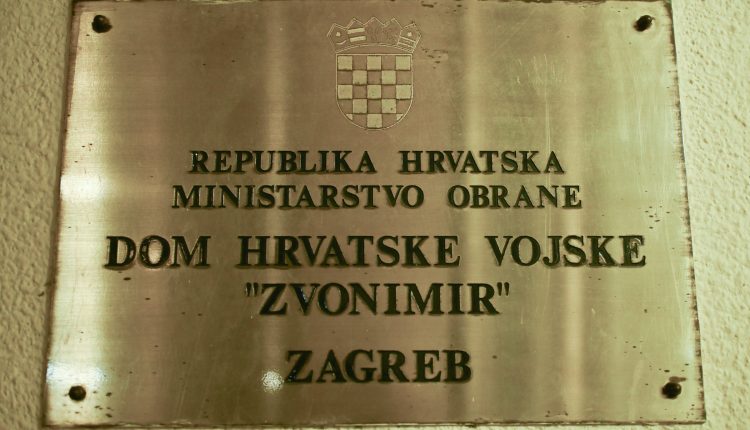 REPUBLIKA HRVATSKA
MINISTARSTVO OBRANE
DOM HRVATSKE VOJSKE
"ZVONIMIR"
ZAGREB